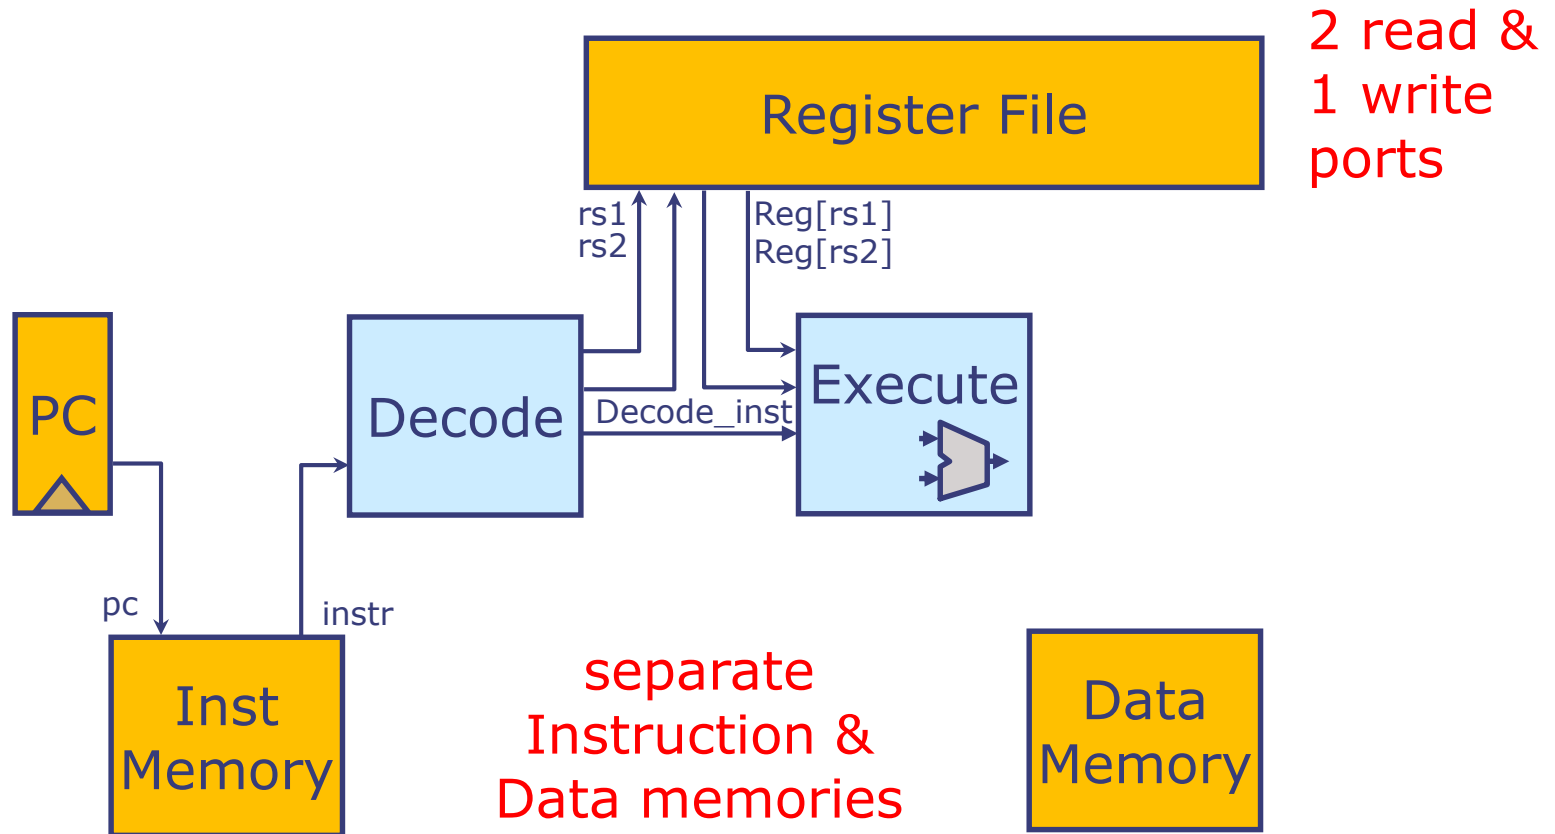 2 read &
1 write
ports
Register File
rs1
rs2
Reg[rs1]
Reg[rs2]
PC
Decode
Decode_inst
Execute
pc
instr
Inst
Memory
separate
Instruction &
Data memories
Data
Memory